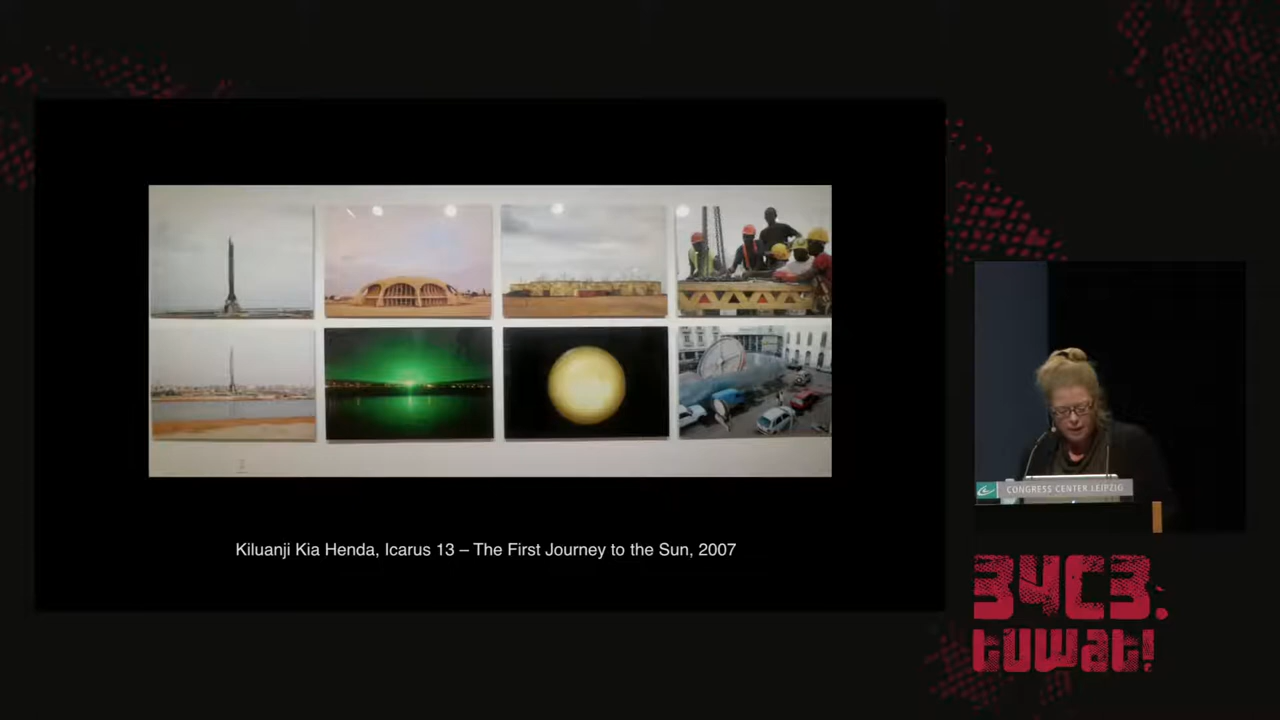 Kiluanji Kia Henda, Icarus 13 – The First Journey to the Sun, 2007
CONGRESS CENTER LEIPZIG
34C3.
tuwat!